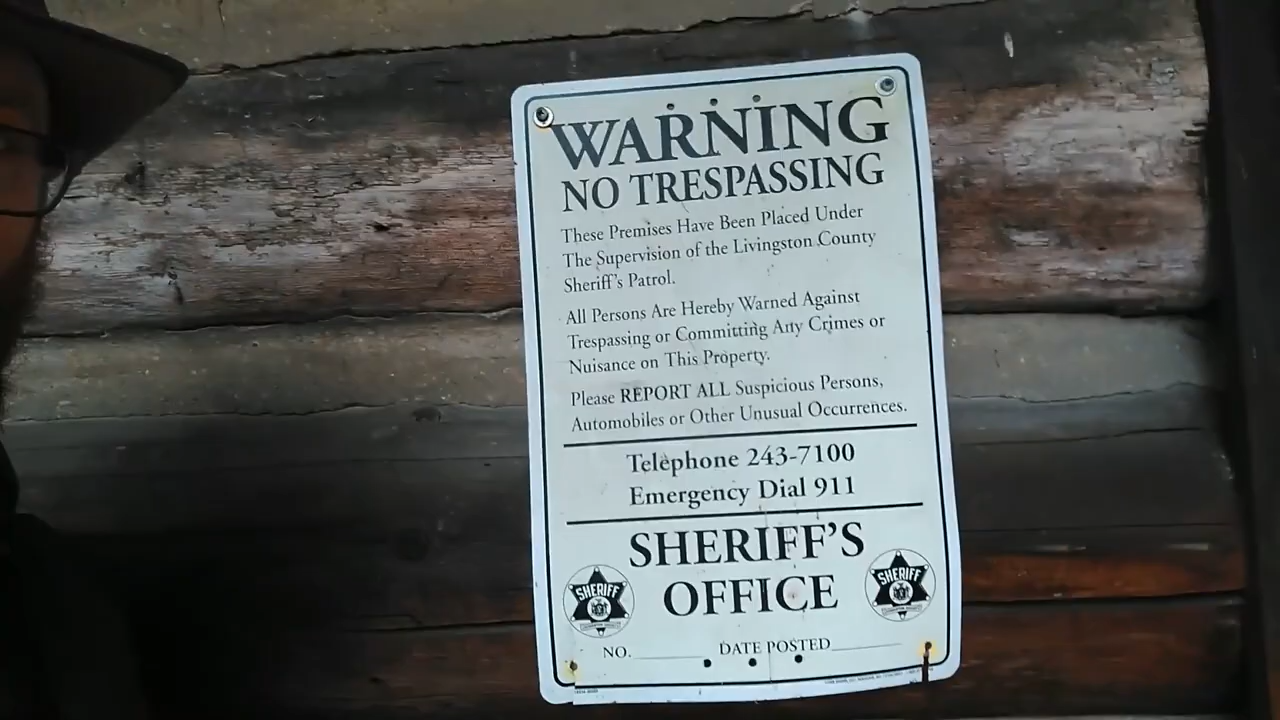 WARNING
NO TRESPASSING
These Premises Have Been Placed Under
The Supervision of the Livingston County
Sheriff's Patrol.
All Persons Are Hereby Warned Against
Trespassing or Committing Any Crimes or
Nuisance on This Property.
Please REPORT ALL Suspicious Persons,
Automobiles or Other Unusual Occurrences.
Telephone 243-7100
Emergency Dial 911
SHERIFF'S
OFFICE
SHERIFF
SHERIFF
NO. DATE POSTED